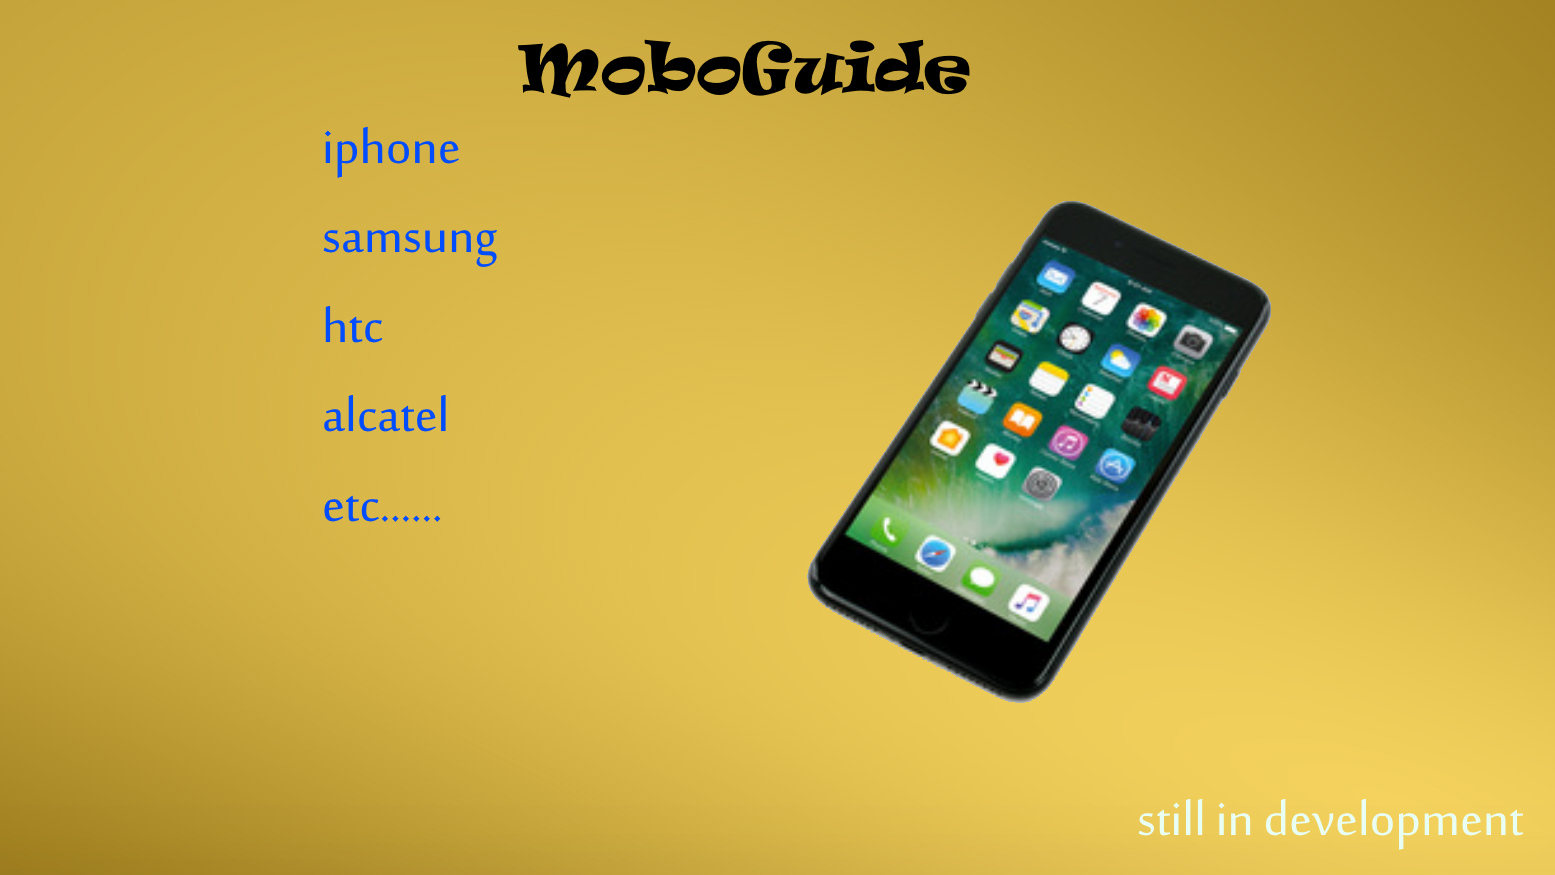 MoboGuide
iphone
samsung
htc
alcatel
etc......
still in development